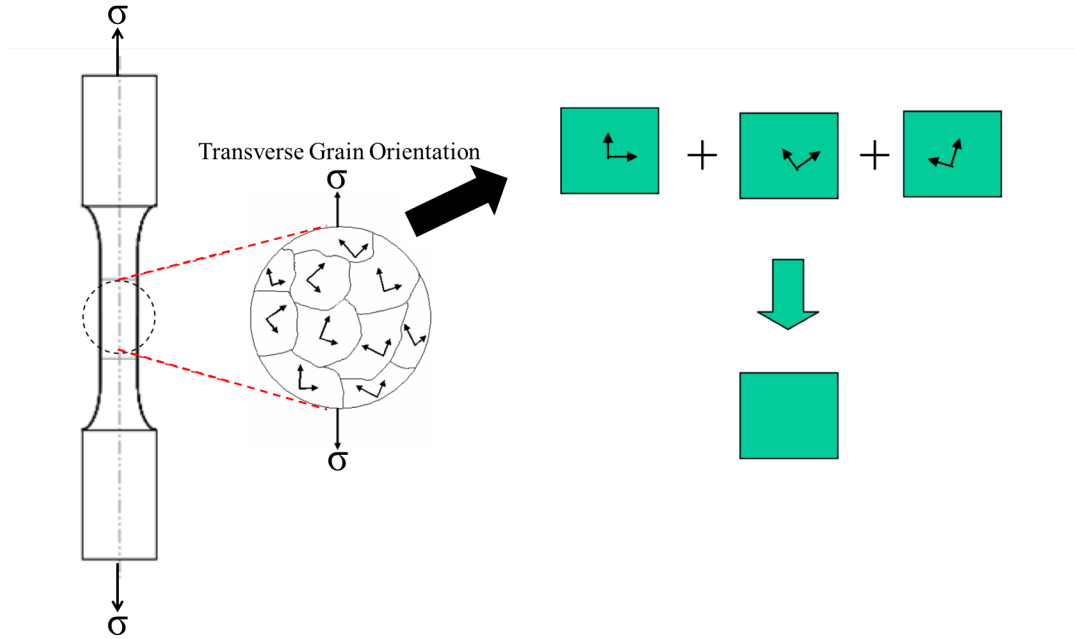 σ
Transverse Grain Orientation
σ
+
+
σ
σ